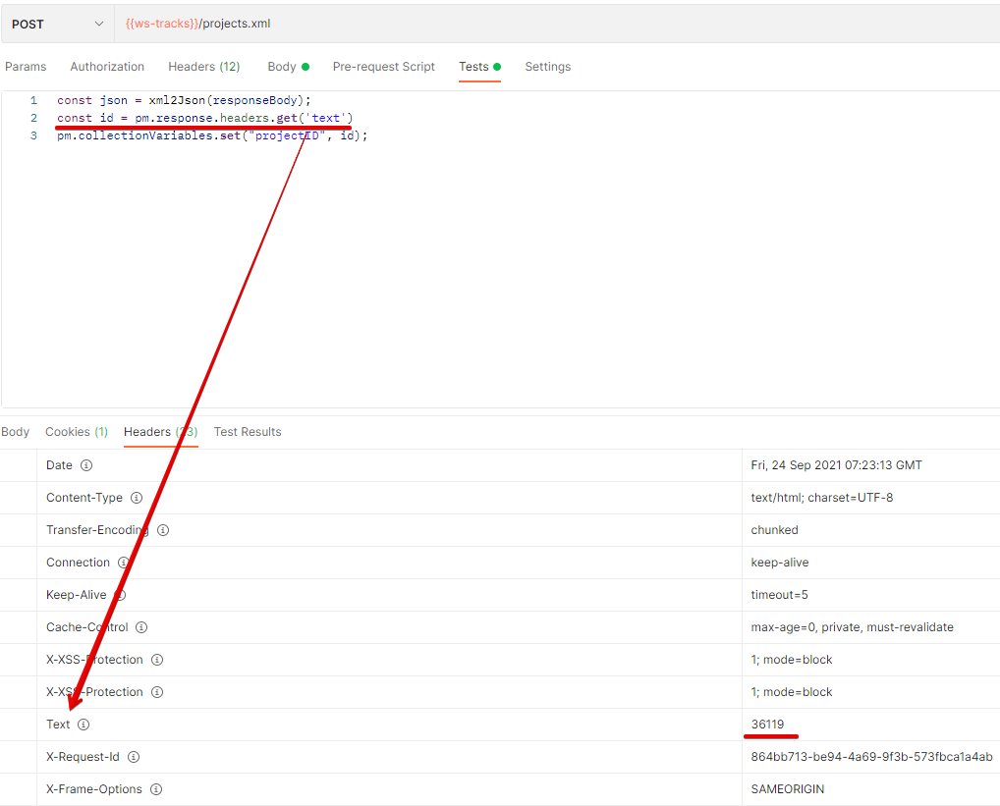 POST {{ws-tracks}}/projects.xml
Params Authorization Headers (12) Body Pre-request Script Tests Settings
1 const json = xml2Json(responseBody);
2 const id = pm.response.headers.get('text')
3 pm.collectionVariables.set("projectID", id);
Body Cookies (1) Headers (23) Test Results
Date Fri, 24 Sep 2021 07:23:13 GMT
Content-Type text/html; charset=UTF-8
Transfer-Encoding chunked
Connection keep-alive
Keep-Alive timeout=5
Cache-Control max-age=0, private, must-revalidate
X-XSS-Protection 1; mode=block
X-XSS-Protection 1; mode=block
Text 36119
X-Request-Id 864bb713-be94-4a69-9f3b-573fbca1a4ab
X-Frame-Options SAMEORIGIN